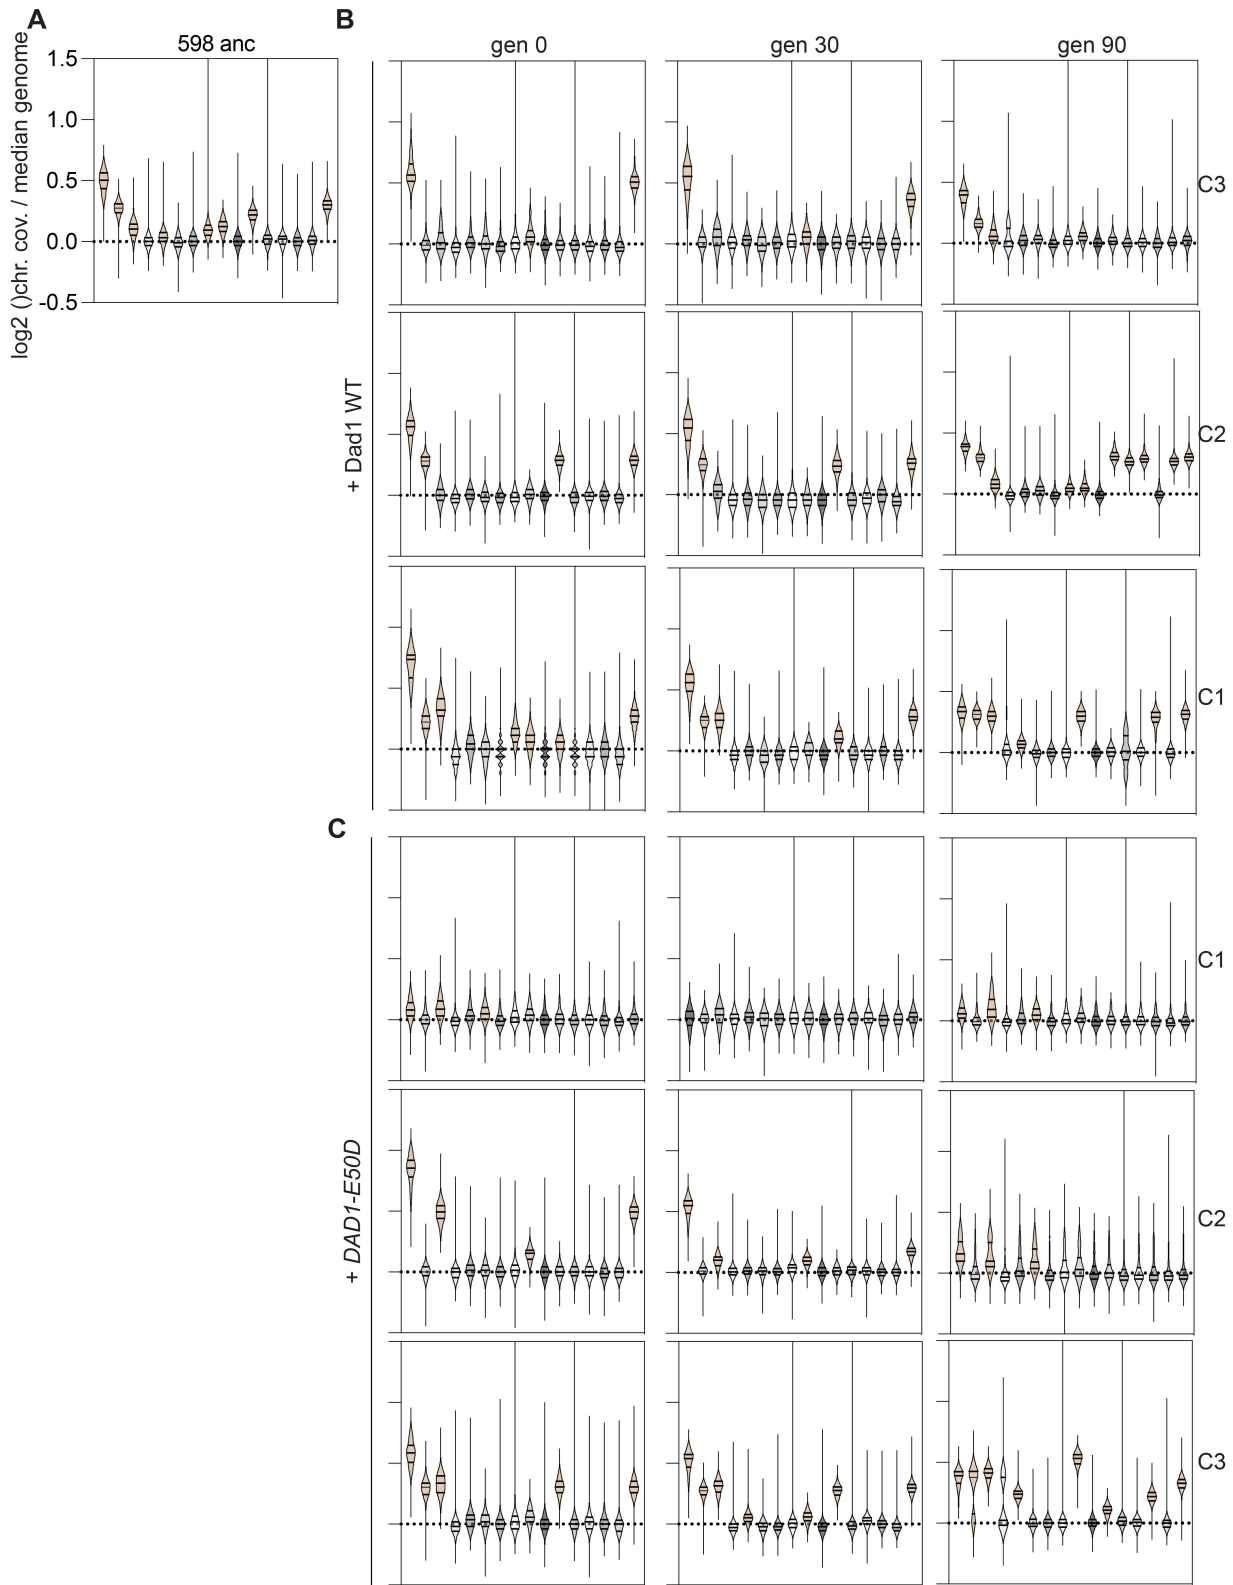 A
598 anc
1.5
1.0
0.5
0.0
-0.5
log2 ()chr. cov. / median genome
B
gen 0
gen 30
gen 90
+ Dad1 WT
C3
C2
C1
C
+ DAD1-E50D
C1
C2
C3